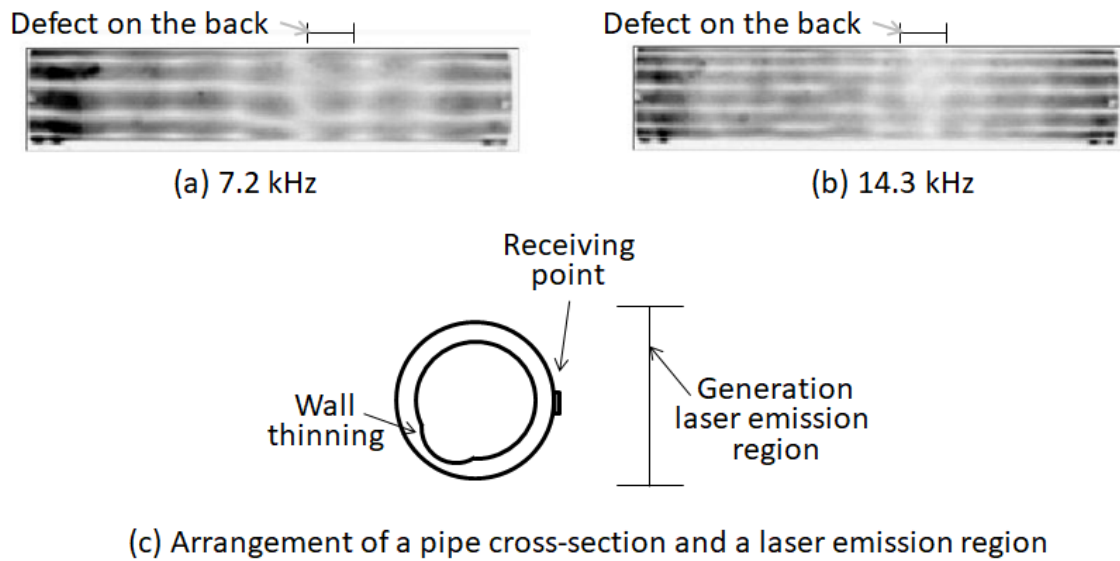 Defect on the back
Defect on the back
(a) 7.2 kHz
(b) 14.3 kHz
Receiving
point
Wall
thinning
Generation
laser emission
region
(c) Arrangement of a pipe cross-section and a laser emission region